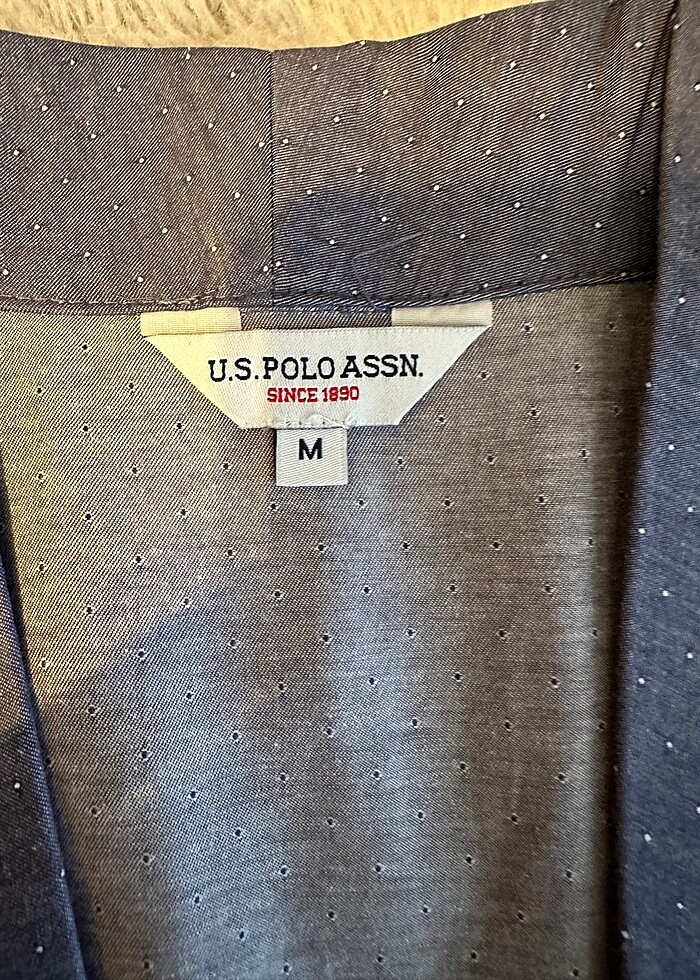 U.S. POLO ASSN.
SINCE 1890
M